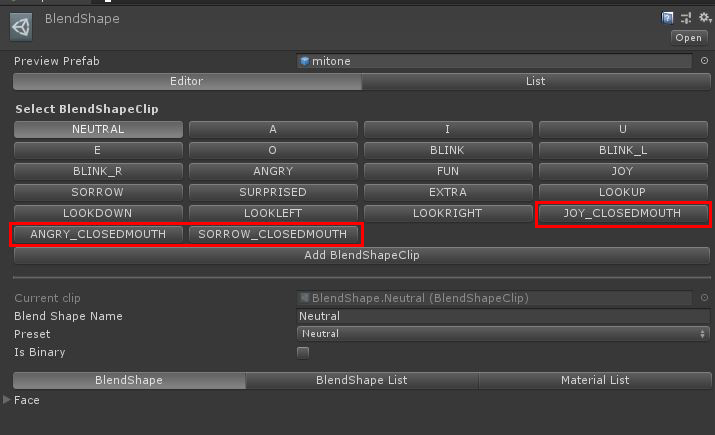 BlendShape
Open
Preview Prefab mitone
Editor List
Select BlendShapeClip
NEUTRAL A I U
E O BLINK BLINK_L
BLINK_R ANGRY FUN JOY
SORROW SURPRISED EXTRA LOOKUP
LOOKDOWN LOOKLEFT LOOKRIGHT JOY_CLOSEDMOUTH
ANGRY_CLOSEDMOUTH SORROW_CLOSEDMOUTH
Add BlendShapeClip
Current clip BlendShape.Neutral (BlendShapeClip)
Blend Shape Name Neutral
Preset Neutral
Is Binary
BlendShape BlendShape List Material List
Face